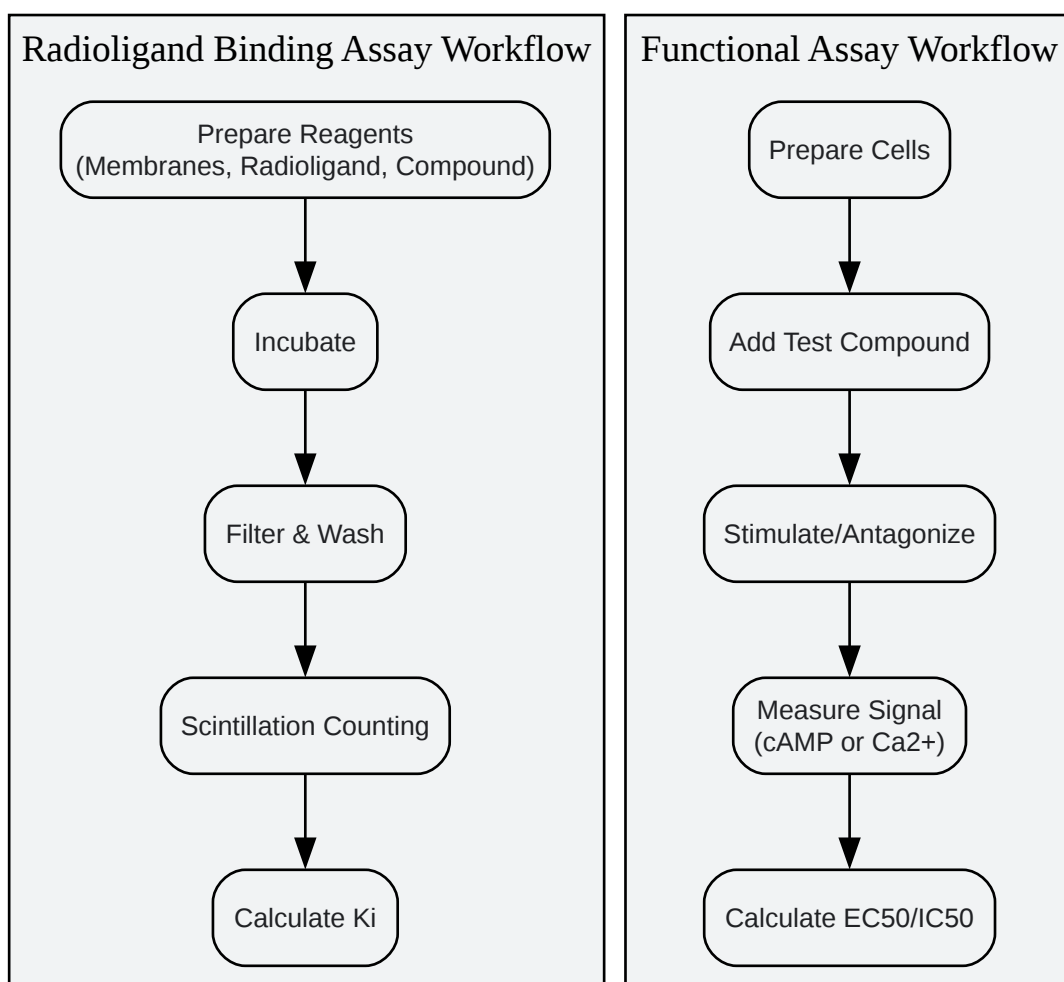 Radioligand Binding Assay Workflow
Prepare Reagents
(Membranes, Radioligand, Compound)
Incubate
Filter & Wash
Scintillation Counting
Calculate Ki
Functional Assay Workflow
Prepare Cells
Add Test Compound
Stimulate/Antagonize
Measure Signal
(cAMP or Ca2+)
Calculate EC50/IC50